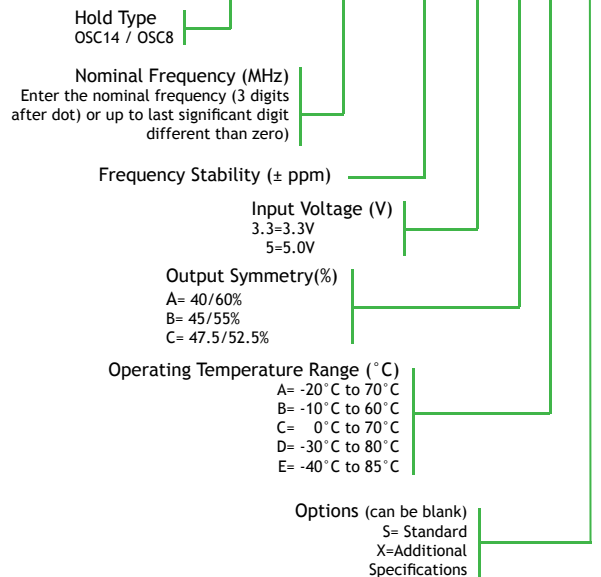 Hold Type
OSC14 / OSC8
Nominal Frequency (MHz)
Enter the nominal frequency (3 digits
after dot) or up to last significant digit
different than zero)
Frequency Stability (± ppm)
Input Voltage (V)
3.3=3.3V
5=5.0V
Output Symmetry(%)
A= 40/60%
B= 45/55%
C= 47.5/52.5%
Operating Temperature Range (°C)
A= -20°C to 70°C
B= -10°C to 60°C
C= 0°C to 70°C
D= -30°C to 80°C
E= -40°C to 85°C
Options (can be blank)
S= Standard
X=Additional
Specifications